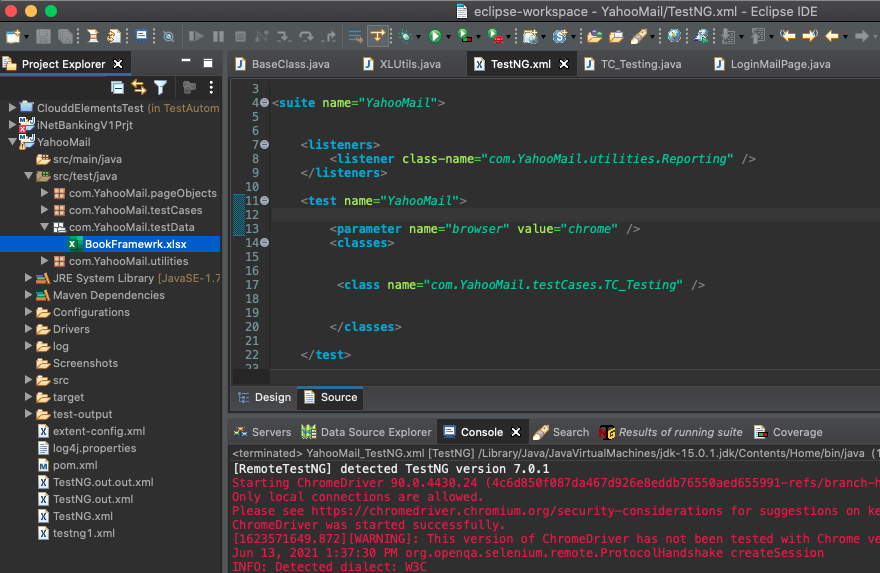 eclipse-workspace - YahooMail/TestNG.xml - Eclipse IDE
Project Explorer
BaseClass.java
XLUtils.java
TestNG.xml
TC_Testing.java
LoginMailPage.java
ClouddElementsTest (in TestAutom
iNetBankingV1Prjt
YahooMail
src/main/java
src/test/java
com.YahooMail.pageObjects
com.YahooMail.testCases
com.YahooMail.testData
BookFramewrk.xlsx
com.YahooMail.utilities
JRE System Library [JavaSE-1.7
Maven Dependencies
Configurations
Drivers
log
Screenshots
src
target
test-output
extent-config.xml
log4j.properties
pom.xml
TestNG.out.out.xml
TestNG.out.xml
TestNG.xml
testng1.xml
3
4 <suite name="YahooMail">
5
6
7 <listeners>
8 <listener class-name="com.YahooMail.utilities.Reporting" />
9 </listeners>
10
11 <test name="YahooMail">
12
13 <parameter name="browser" value="chrome" />
14 <classes>
15
16
17 <class name="com.YahooMail.testCases.TC_Testing" />
18
19
20 </classes>
21
22 </test>
23
Design
Source
Servers
Data Source Explorer
Console
Search
Results of running suite
Coverage
<terminated> YahooMail_TestNG.xml [TestNG] /Library/Java/JavaVirtualMachines/jdk-15.0.1.jdk/Contents/Home/bin/java (1
[RemoteTestNG] detected TestNG version 7.0.1
Starting ChromeDriver 90.0.4430.24 (4c6d850f087da467d926e8eddb76550aed655991-refs/branch-h
Only local connections are allowed.
Please see https://chromedriver.chromium.org/security-considerations for suggestions on ke
ChromeDriver was started successfully.
[1623571649.872][WARNING]: This version of ChromeDriver has not been tested with Chrome ve
Jun 13, 2021 1:37:30 PM org.openqa.selenium.remote.ProtocolHandshake createSession
INFO: Detected dialect: W3C